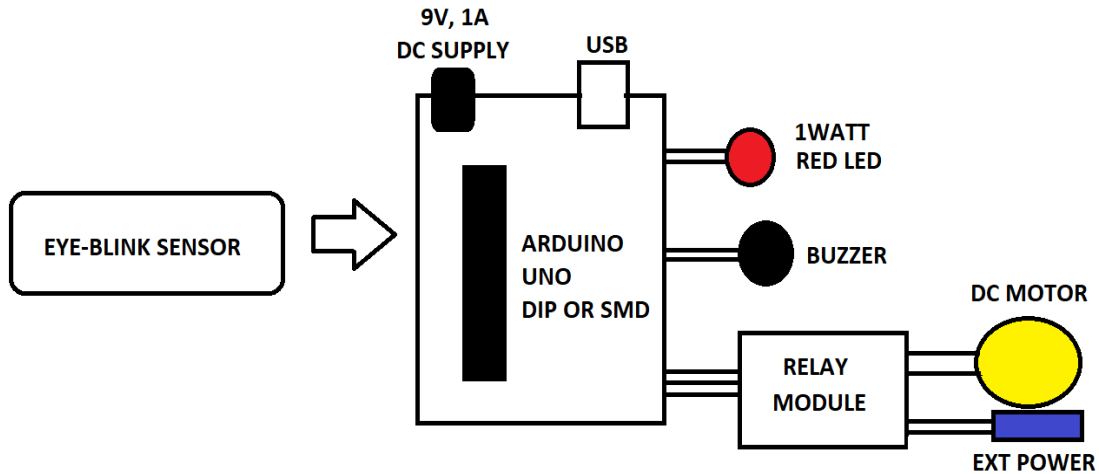 9V, 1A
DC SUPPLY
USB
1WATT
RED LED
EYE-BLINK SENSOR
ARDUINO
UNO
DIP OR SMD
BUZZER
DC MOTOR
RELAY
MODULE
EXT POWER